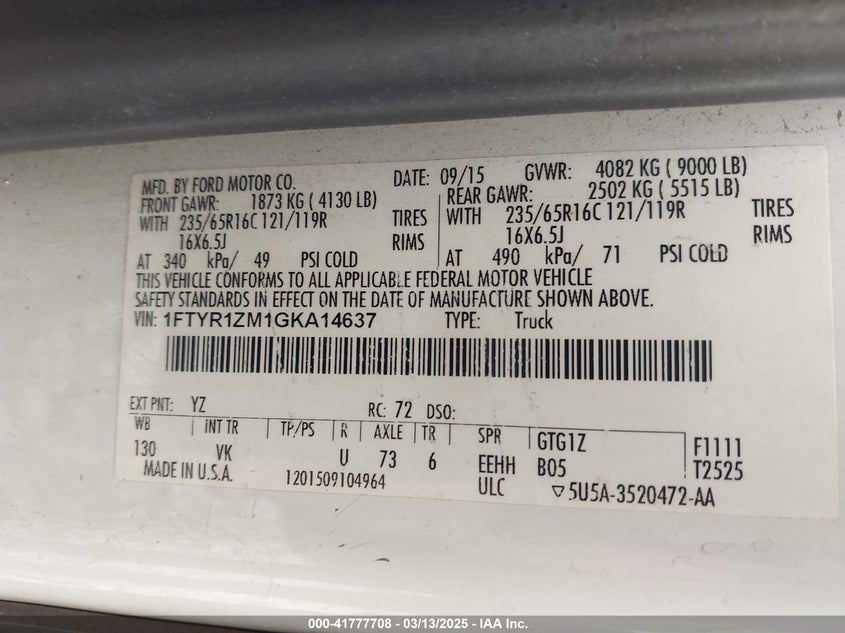 MFD. BY FORD MOTOR CO. DATE: 09/15 GVWR: 4082 KG ( 9000 LB)
FRONT GAWR: 1873 KG ( 4130 LB) REAR GAWR: 2502 KG ( 5515 LB)
WITH 235/65R16C 121/119R TIRES WITH 235/65R16C 121/119R TIRES
16X6.5J RIMS 16X6.5J RIMS
AT 340 kPa/ 49 PSI COLD AT 490 kPa/ 71 PSI COLD
THIS VEHICLE CONFORMS TO ALL APPLICABLE FEDERAL MOTOR VEHICLE
SAFETY STANDARDS IN EFFECT ON THE DATE OF MANUFACTURE SHOWN ABOVE.
VIN: 1FTYR1ZM1GKA14637 TYPE: Truck
EXT PNT: YZ RC: 72 DSO:
WB INT TR TP/PS R AXLE TR SPR GTG1Z F1111
130 VK U 73 6 EEHH B05 T2525
MADE IN U.S.A. 1201509104964 ULC ▽5U5A-3520472-AA
000-41777708 - 03/13/2025 - IAA Inc.